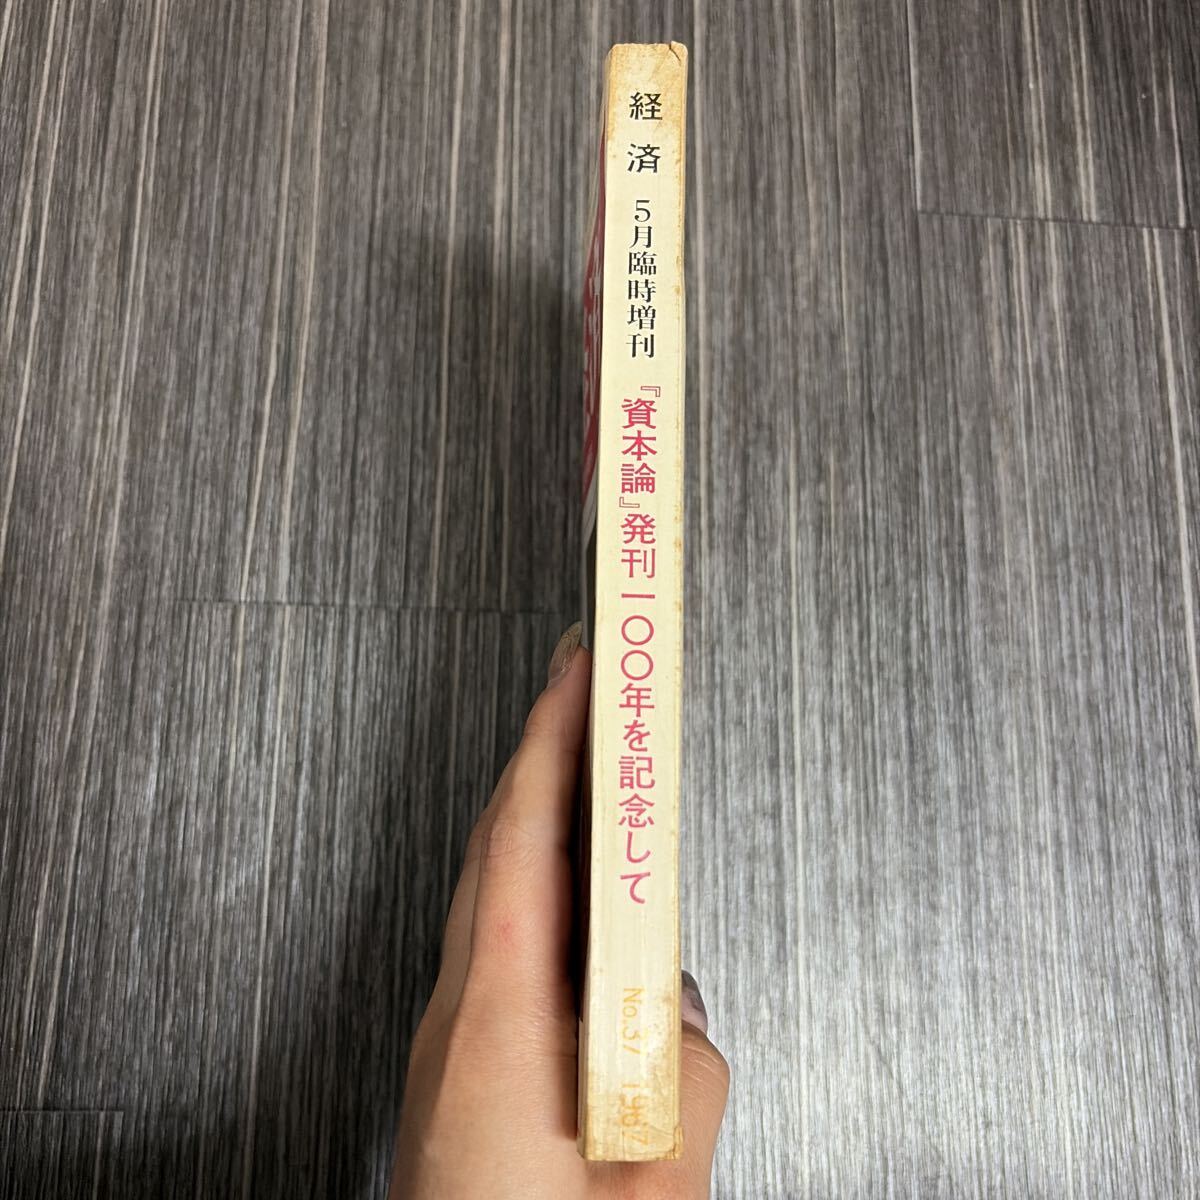 経済 5月臨時増刊 『資本論』発刊一〇〇年を記念して
No.37 1967